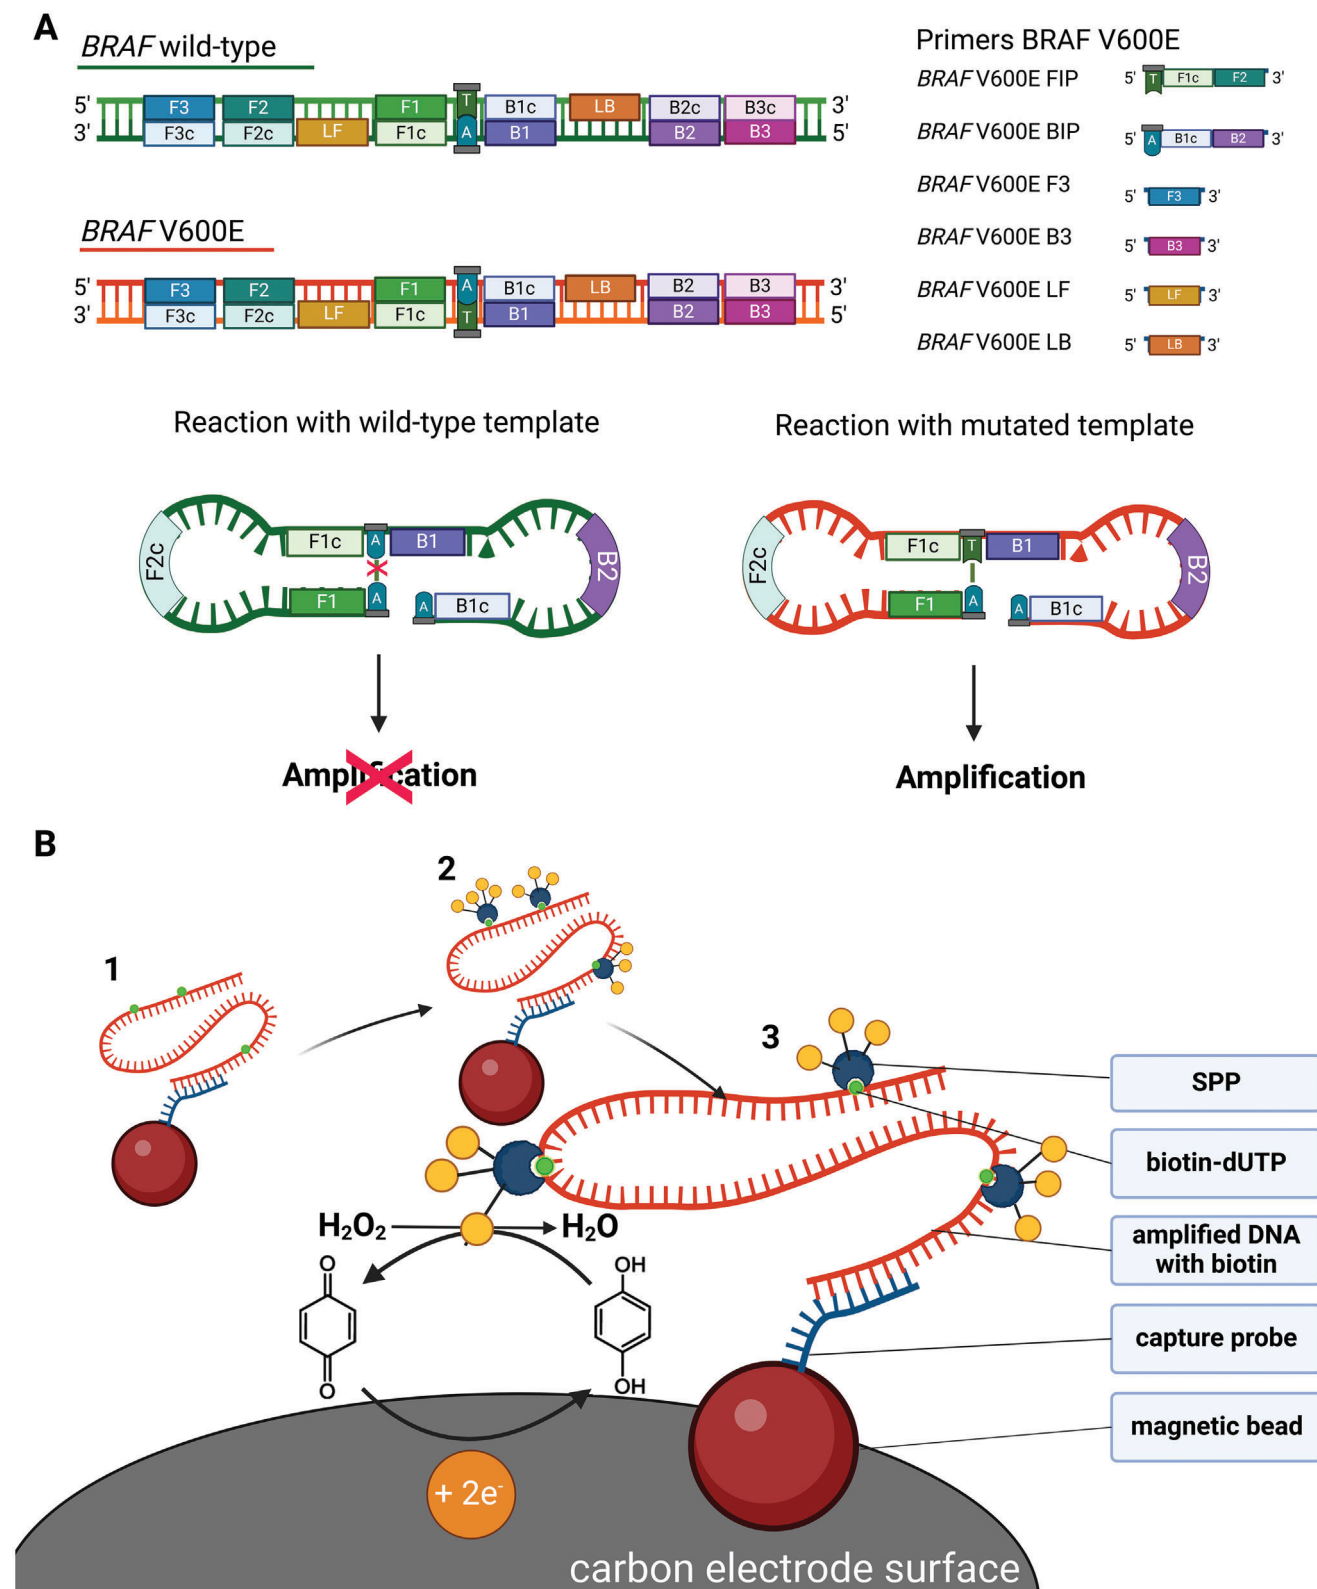 A
BRAF wild-type
5' F3 F2 F1 T B1c LB B2c B3c 3'
3' F3c F2c LF F1c A B1 B2 B3 5'
BRAF V600E
5' F3 F2 F1 A B1c LB B2 B3 3'
3' F3c F2c LF F1c T B1 B2 B3 5'
Primers BRAF V600E
BRAF V600E FIP 5' T F1c F2 3'
BRAF V600E BIP 5' A B1c B2 3'
BRAF V600E F3 5' F3 3'
BRAF V600E B3 5' B3 3'
BRAF V600E LF 5' LF 3'
BRAF V600E LB 5' LB 3'
Reaction with wild-type template
F2c F1c A B1 B2
F1 A A B1c
Amplification
Reaction with mutated template
F2c F1c T B1 B2
F1 A A B1c
Amplification
B
1
2
3
SPP
biotin-dUTP
amplified DNA
with biotin
capture probe
magnetic bead
H₂O₂ H₂O
O OH
O OH
+ 2e⁻
carbon electrode surface